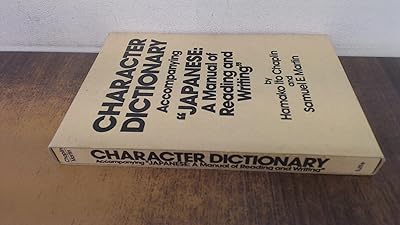 CHARACTER
DICTIONARY
Accompanying
"JAPANESE:
A Manual of
Reading and
Writing"
by
Hamako Ito Chaplin
and
Samuel E. Martin
CHARACTER DICTIONARY
Accompanying "JAPANESE: A Manual of Reading and Writing"